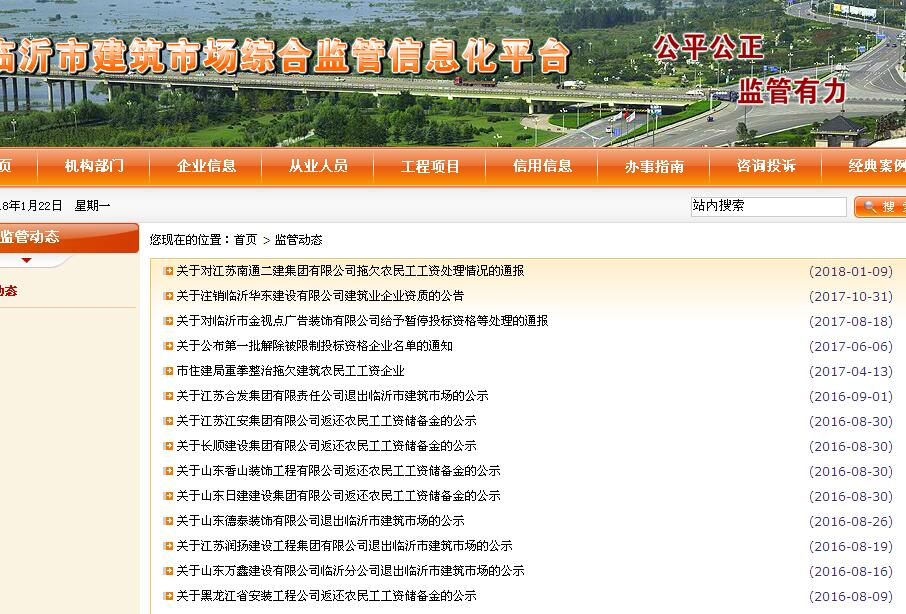 临沂市建筑市场综合监管信息化平台
公平公正
监管有力
页 机构部门 企业信息 从业人员 工程项目 信用信息 办事指南 咨询投诉 经典案例
8年1月22日 星期一 站内搜索 搜
监管动态 您现在的位置：首页 > 监管动态
动态
关于对江苏南通二建集团有限公司拖欠农民工工资处理情况的通报 (2018-01-09)
关于注销临沂华东建设有限公司建筑业企业资质的公告 (2017-10-31)
关于对临沂市金视点广告装饰有限公司给予暂停投标资格等处理的通报 (2017-08-18)
关于公布第一批解除被限制投标资格企业名单的通知 (2017-06-06)
市住建局重拳整治拖欠建筑农民工工资企业 (2017-04-13)
关于江苏合发集团有限责任公司退出临沂市建筑市场的公示 (2016-09-01)
关于江苏江安集团有限公司返还农民工工资储备金的公示 (2016-08-30)
关于长顺建设集团有限公司返还农民工工资储备金的公示 (2016-08-30)
关于山东香山装饰工程有限公司返还农民工工资储备金的公示 (2016-08-30)
关于山东日建建设集团有限公司返还农民工工资储备金的公示 (2016-08-30)
关于山东德泰装饰有限公司退出临沂市建筑市场的公示 (2016-08-26)
关于江苏润扬建设工程集团有限公司退出临沂市建筑市场的公示 (2016-08-19)
关于山东万鑫建设有限公司临沂分公司退出临沂市建筑市场的公示 (2016-08-16)
关于黑龙江省安装工程公司返还农民工工资储备金的公示 (2016-08-09)